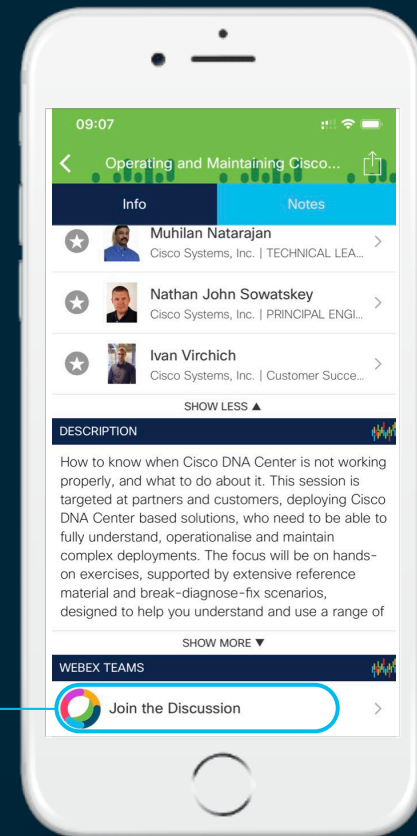 09:07
Operating and Maintaining Cisco...
Info
Notes
Muhilan Natarajan
Cisco Systems, Inc. | TECHNICAL LEA...
Nathan John Sowatskey
Cisco Systems, Inc. | PRINCIPAL ENGI...
Ivan Virchich
Cisco Systems, Inc. | Customer Succe...
SHOW LESS ▲
DESCRIPTION
How to know when Cisco DNA Center is not working
properly, and what to do about it. This session is
targeted at partners and customers, deploying Cisco
DNA Center based solutions, who need to be able to
fully understand, operationalise and maintain
complex deployments. The focus will be on hands-
on exercises, supported by extensive reference
material and break-diagnose-fix scenarios,
designed to help you understand and use a range of
SHOW MORE ▼
WEBEX TEAMS
Join the Discussion